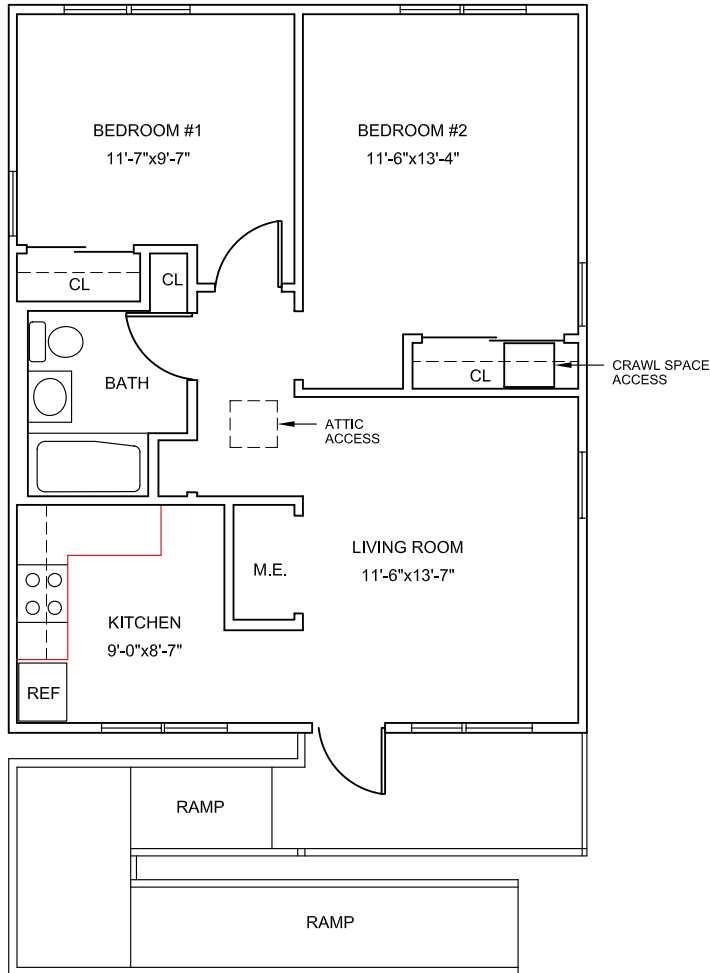 BEDROOM #1
11'-7"x9'-7"
BEDROOM #2
11'-6"x13'-4"
CL
CL
BATH
CL
CRAWL SPACE
ACCESS
ATTIC
ACCESS
LIVING ROOM
11'-6"x13'-7"
M.E.
KITCHEN
9'-0"x8'-7"
REF
RAMP
RAMP